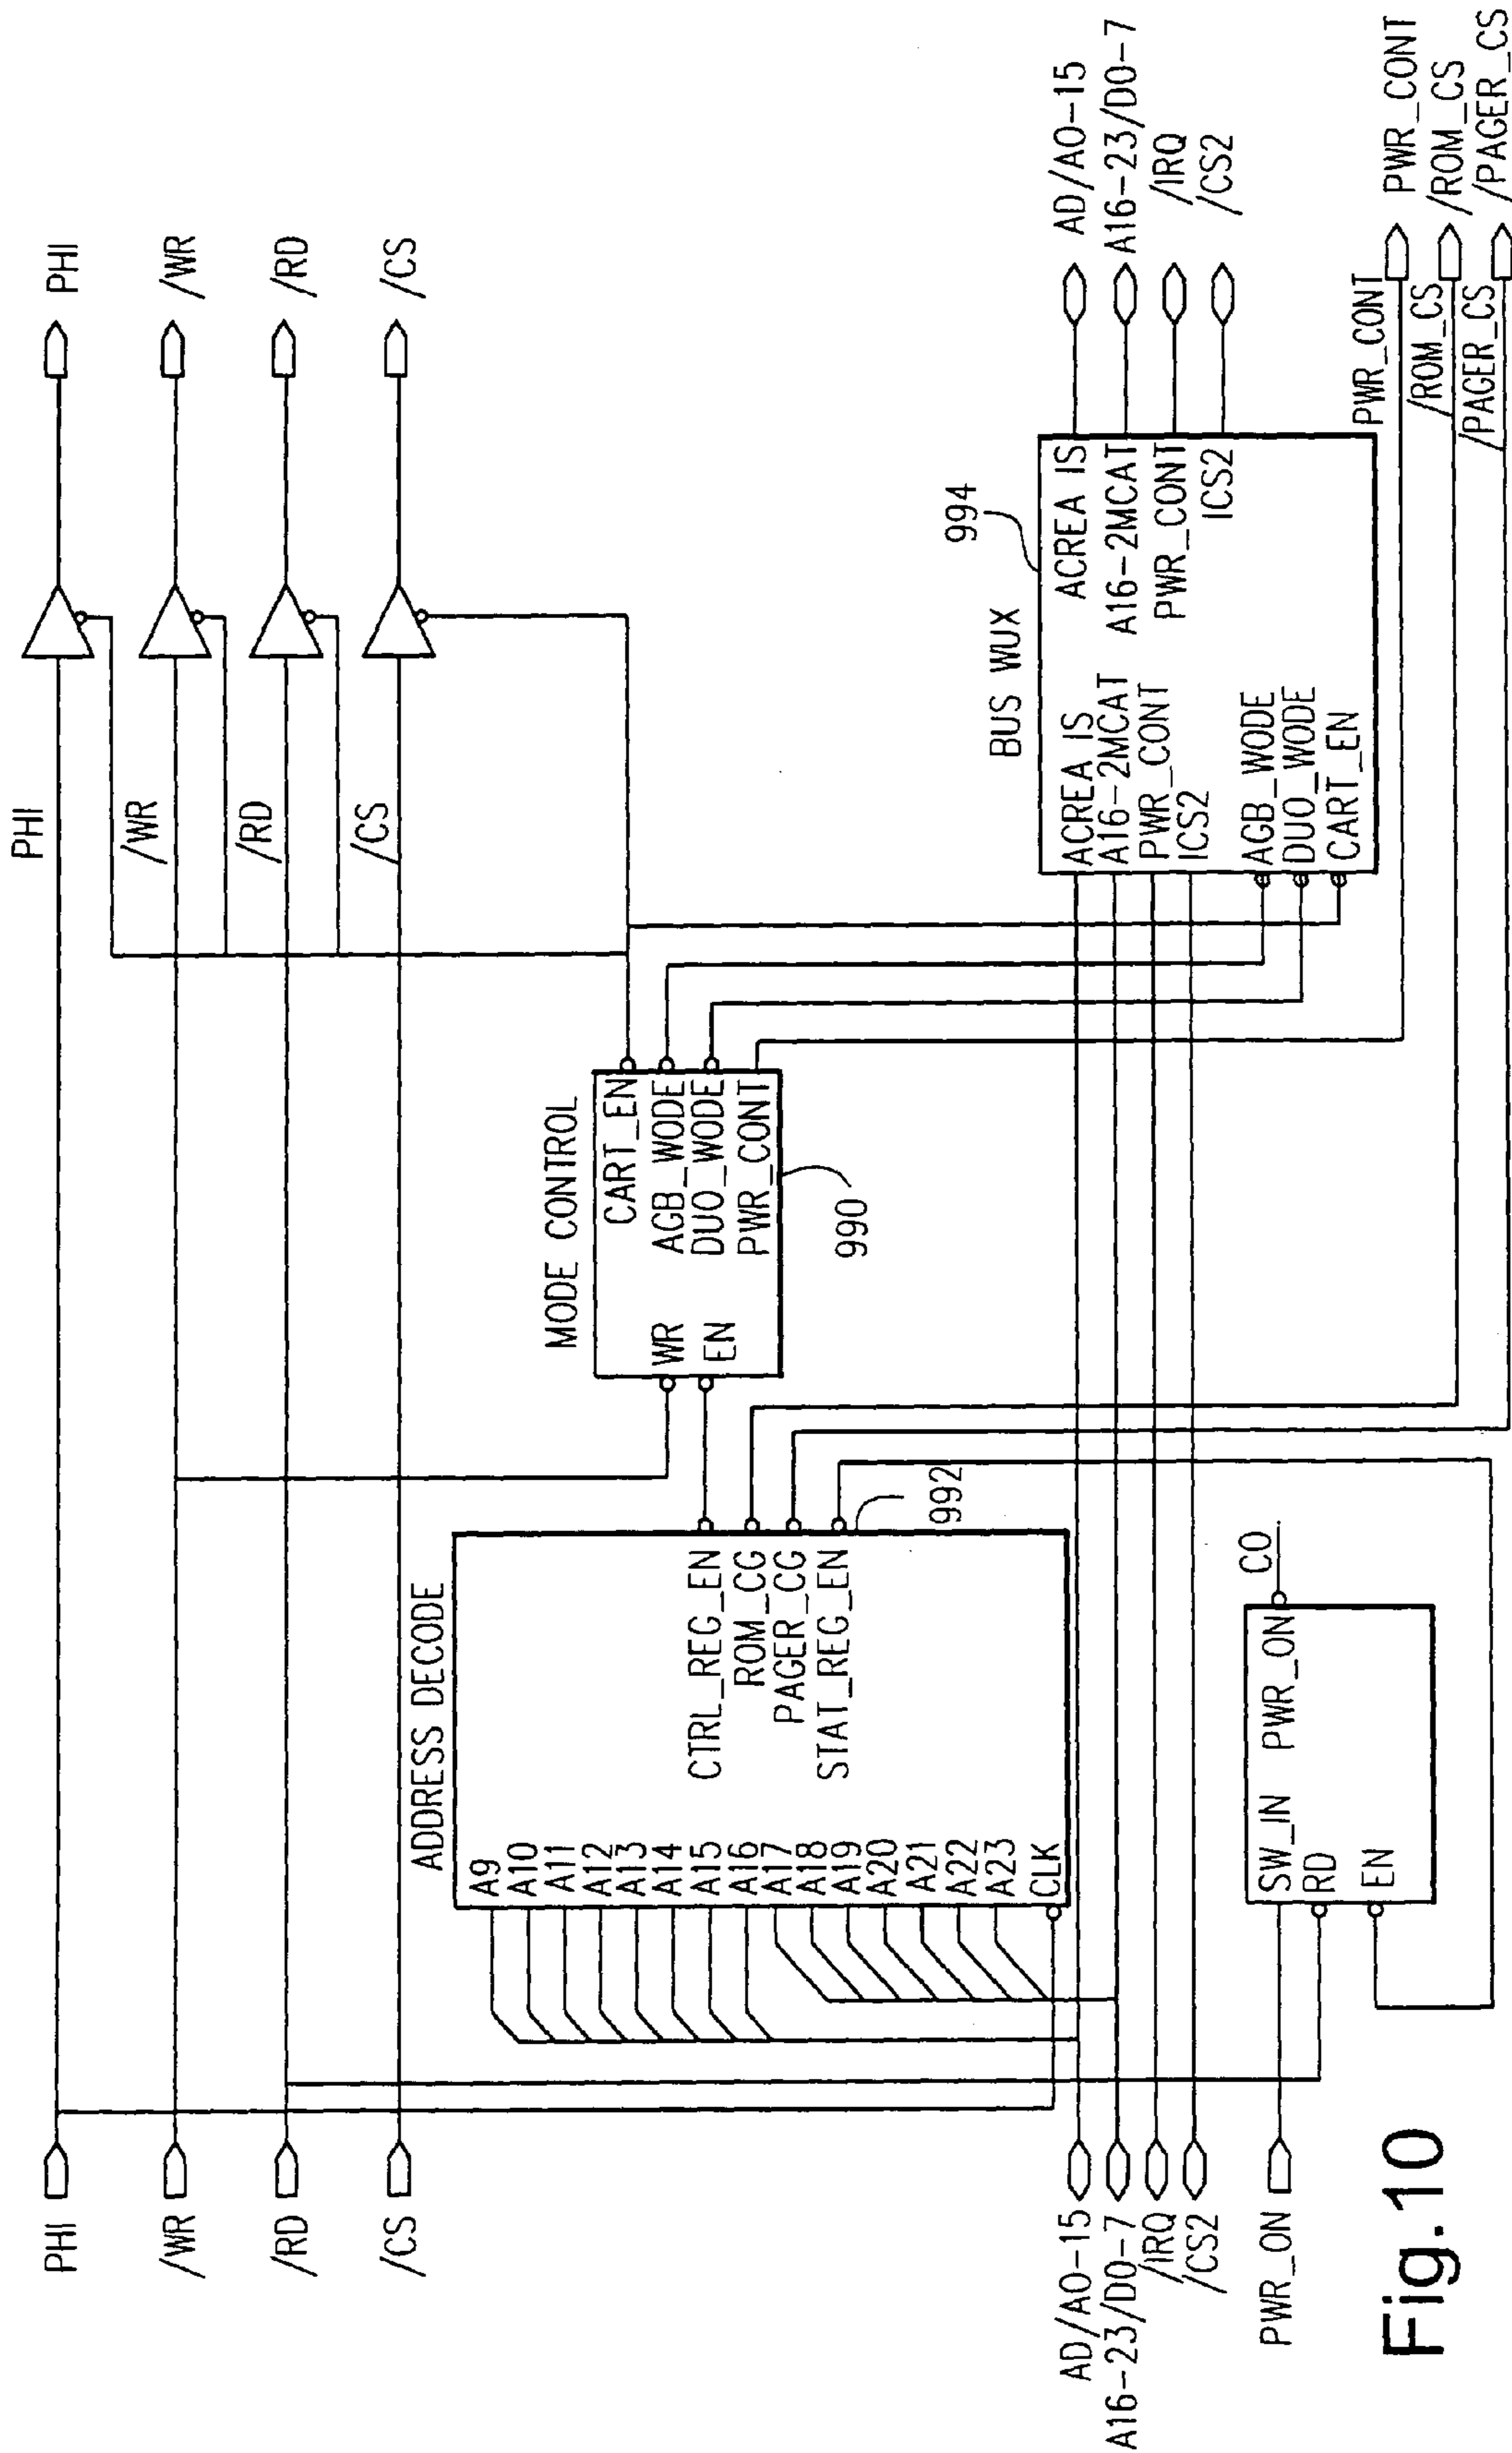 PHI
/WR
/RD
/CS
PHI
/WR
/RD
/CS
PHI
/WR
/RD
/CS
ADDRESS DECODE
A9
A10
A11
A12
A13
A14
A15
A16
A17
A18
A19
A20
A21
A22
A23
CLK
CTRL_REG_EN
ROM_CG
PAGER_CG
STAT_REG_EN
992
MODE CONTROL
WR
EN
CART_EN
AGB_WODE
DUO_WODE
PWR_CONT
990
BUS WUX
994
ACREA IS
A16-2MCAT
PWR_CONT
ICS2
AGB_WODE
DUO_WODE
CART_EN
ACREA IS
A16-2MCAT
PWR_CONT
ICS2
AD/AO-15
A16-23/DO-7
/IRQ
/CS2
AD/AO-15
A16-23/DO-7
/IRQ
/CS2
PWR_ON
SW_IN
RD
EN
PWR_ON
CO
PWR_CONT
/ROM_CS
/PAGER_CS
PWR_CONT
/ROM_CS
/PAGER_CS
Fig.10